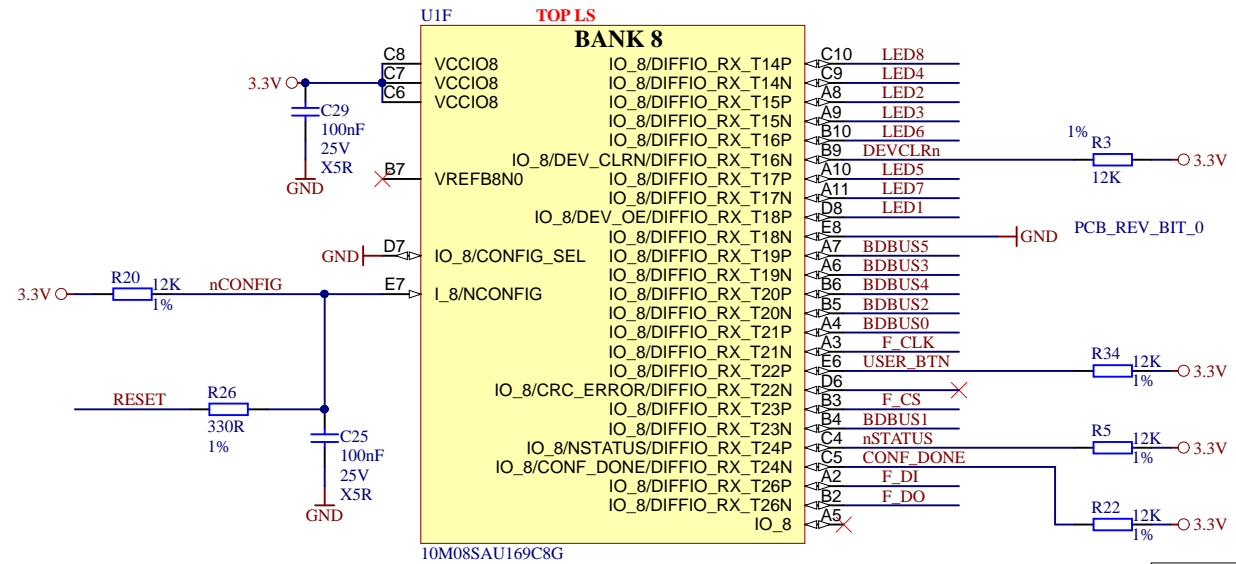 U1F TOP LS
BANK 8
C8 VCCIO8 IO_8/DIFFIO_RX_T14P C10 LED8
3.3V C7 VCCIO8 IO_8/DIFFIO_RX_T14N C9 LED4
C6 VCCIO8 IO_8/DIFFIO_RX_T15P A8 LED2
C29 IO_8/DIFFIO_RX_T15N A9 LED3
100nF IO_8/DIFFIO_RX_T16P B10 LED6 1% R3
25V IO_8/DEV_CLRN/DIFFIO_RX_T16N B9 DEVCLRn 3.3V
X5R B7 VREFB8N0 IO_8/DIFFIO_RX_T17P A10 LED5 12K
GND IO_8/DIFFIO_RX_T17N A11 LED7
IO_8/DEV_OE/DIFFIO_RX_T18P D8 LED1
IO_8/DIFFIO_RX_T18N E8 GND PCB_REV_BIT_0
GND D7 IO_8/CONFIG_SEL IO_8/DIFFIO_RX_T19P A7 BDBUS5
IO_8/DIFFIO_RX_T19N A6 BDBUS3
3.3V R20 12K 1% nCONFIG E7 I_8/NCONFIG IO_8/DIFFIO_RX_T20P B6 BDBUS4
IO_8/DIFFIO_RX_T20N B5 BDBUS2
IO_8/DIFFIO_RX_T21P A4 BDBUS0
IO_8/DIFFIO_RX_T21N A3 F_CLK
IO_8/DIFFIO_RX_T22P E6 USER_BTN R34 12K 1% 3.3V
IO_8/CRC_ERROR/DIFFIO_RX_T22N D6
RESET R26 330R 1% IO_8/DIFFIO_RX_T23P B3 F_CS
IO_8/DIFFIO_RX_T23N B4 BDBUS1
C25 IO_8/NSTATUS/DIFFIO_RX_T24P C4 nSTATUS R5 12K 1% 3.3V
100nF IO_8/CONF_DONE/DIFFIO_RX_T24N C5 CONF_DONE
25V IO_8/DIFFIO_RX_T26P A2 F_DI
X5R IO_8/DIFFIO_RX_T26N B2 F_DO
GND IO_8 A5 R22 12K 1% 3.3V
10M08SAU169C8G